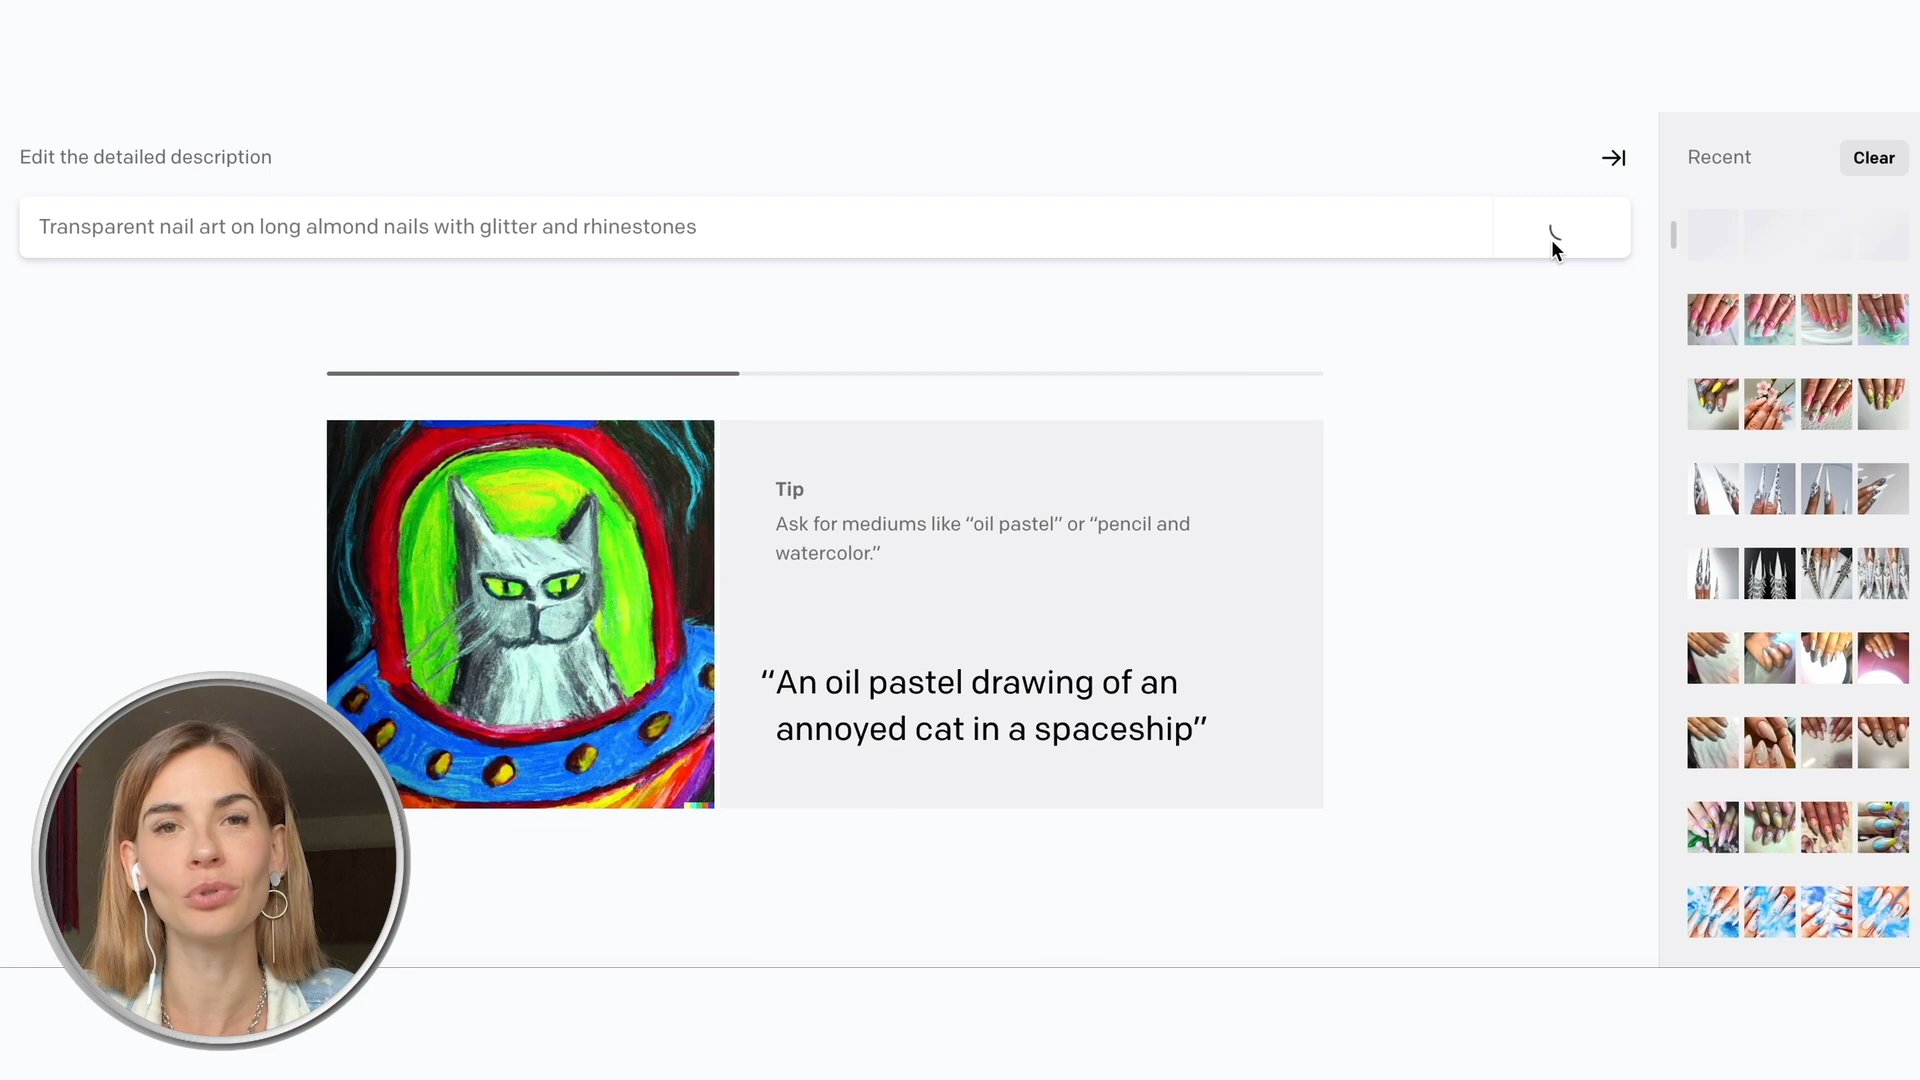 Edit the detailed description
Recent
Clear
Transparent nail art on long almond nails with glitter and rhinestones
Tip
Ask for mediums like “oil pastel” or “pencil and
watercolor.”
“An oil pastel drawing of an
annoyed cat in a spaceship”